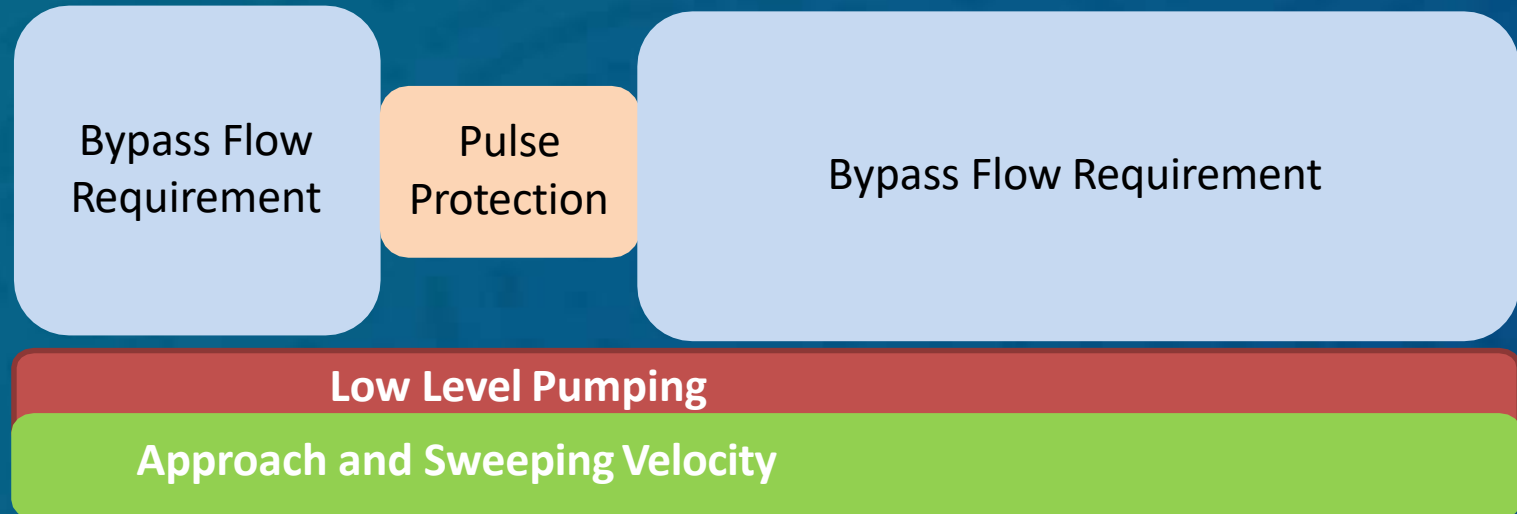 Bypass Flow
Requirement
Pulse
Protection
Bypass Flow Requirement
Low Level Pumping
Approach and Sweeping Velocity